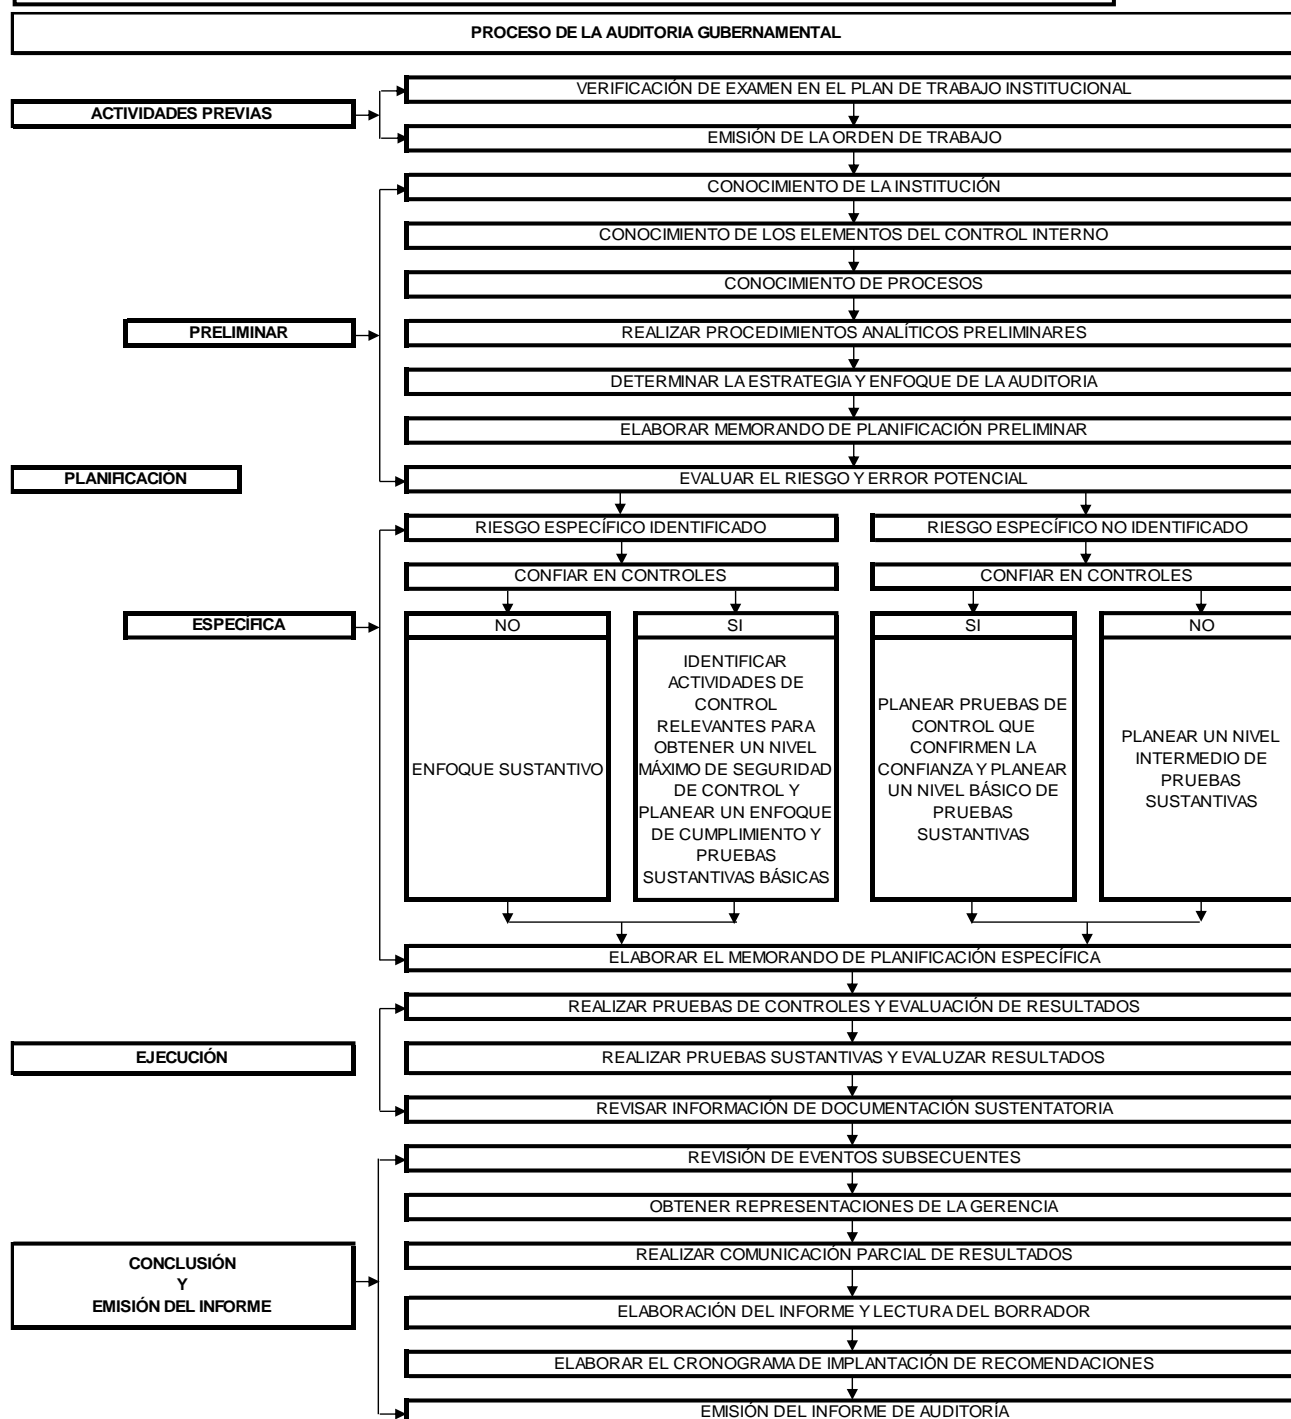 PROCESO DE LA AUDITORIA GUBERNAMENTAL
VERIFICACIÓN DE EXAMEN EN EL PLAN DE TRABAJO INSTITUCIONAL
ACTIVIDADES PREVIAS
EMISIÓN DE LA ORDEN DE TRABAJO
CONOCIMIENTO DE LA INSTITUCIÓN
CONOCIMIENTO DE LOS ELEMENTOS DEL CONTROL INTERNO
CONOCIMIENTO DE PROCESOS
PRELIMINAR
REALIZAR PROCEDIMIENTOS ANALÍTICOS PRELIMINARES
DETERMINAR LA ESTRATEGIA Y ENFOQUE DE LA AUDITORIA
ELABORAR MEMORANDO DE PLANIFICACIÓN PRELIMINAR
PLANIFICACIÓN
EVALUAR EL RIESGO Y ERROR POTENCIAL
RIESGO ESPECÍFICO IDENTIFICADO
RIESGO ESPECÍFICO NO IDENTIFICADO
CONFIAR EN CONTROLES
CONFIAR EN CONTROLES
ESPECÍFICA
NO
SI
SI
NO
ENFOQUE SUSTANTIVO
IDENTIFICAR
ACTIVIDADES DE
CONTROL
RELEVANTES PARA
OBTENER UN NIVEL
MÁXIMO DE SEGURIDAD
DE CONTROL Y
PLANEAR UN ENFOQUE
DE CUMPLIMIENTO Y
PRUEBAS
SUSTANTIVAS BÁSICAS
PLANEAR PRUEBAS DE
CONTROL QUE
CONFIRMEN LA
CONFIANZA Y PLANEAR
UN NIVEL BÁSICO DE
PRUEBAS
SUSTANTIVAS
PLANEAR UN NIVEL
INTERMEDIO DE
PRUEBAS
SUSTANTIVAS
ELABORAR EL MEMORANDO DE PLANIFICACIÓN ESPECÍFICA
REALIZAR PRUEBAS DE CONTROLES Y EVALUACIÓN DE RESULTADOS
EJECUCIÓN
REALIZAR PRUEBAS SUSTANTIVAS Y EVALUZAR RESULTADOS
REVISAR INFORMACIÓN DE DOCUMENTACIÓN SUSTENTATORIA
REVISIÓN DE EVENTOS SUBSECUENTES
OBTENER REPRESENTACIONES DE LA GERENCIA
REALIZAR COMUNICACIÓN PARCIAL DE RESULTADOS
CONCLUSIÓN
Y
EMISIÓN DEL INFORME
ELABORACIÓN DEL INFORME Y LECTURA DEL BORRADOR
ELABORAR EL CRONOGRAMA DE IMPLANTACIÓN DE RECOMENDACIONES
EMISIÓN DEL INFORME DE AUDITORÍA